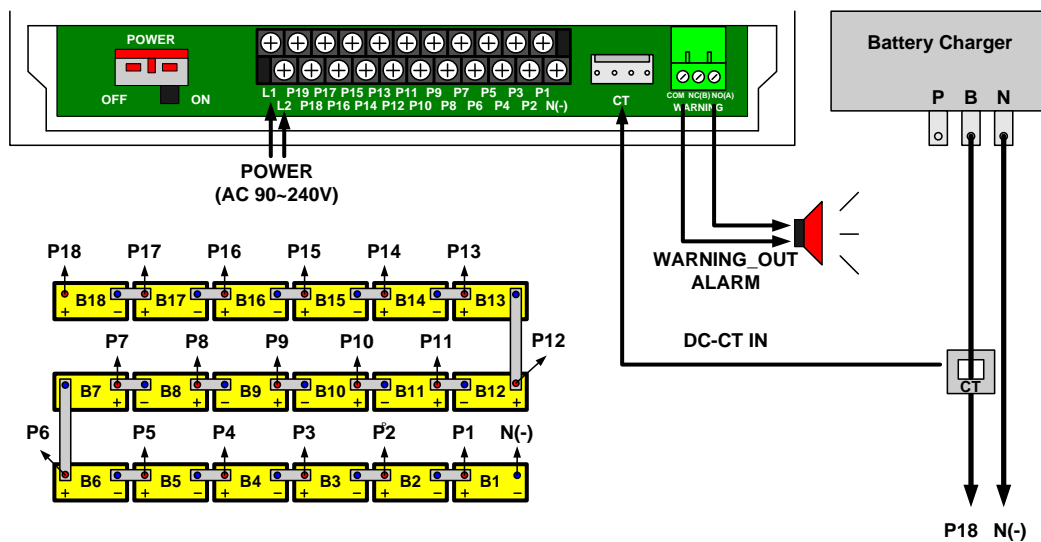 POWER
OFF
ON
L1 P19 P17 P15 P13 P11 P9 P7 P5 P3 P1
L2 P18 P16 P14 P12 P10 P8 P6 P4 P2 N(-)
CT
COM NC(B) NO(A)
WARNING
Battery Charger
P B N
POWER
(AC 90~240V)
WARNING_OUT
ALARM
DC-CT IN
CT
P18 P17 P16 P15 P14 P13
B18 B17 B16 B15 B14 B13
+ − + − + − + − + − +
P7 P8 P9 P10 P11 P12
B7 B8 B9 B10 B11 B12
+ − + − + − + − + − +
P6 P5 P4 P3 P2 P1 N(-)
B6 B5 B4 B3 B2 B1
+ − + − + − + − + − + −
P18 N(-)